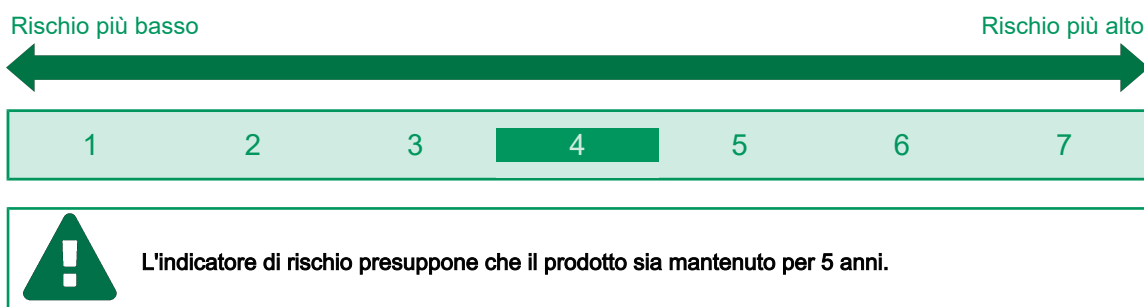 Rischio più basso Rischio più alto
1 2 3 4 5 6 7
L'indicatore di rischio presuppone che il prodotto sia mantenuto per 5 anni.